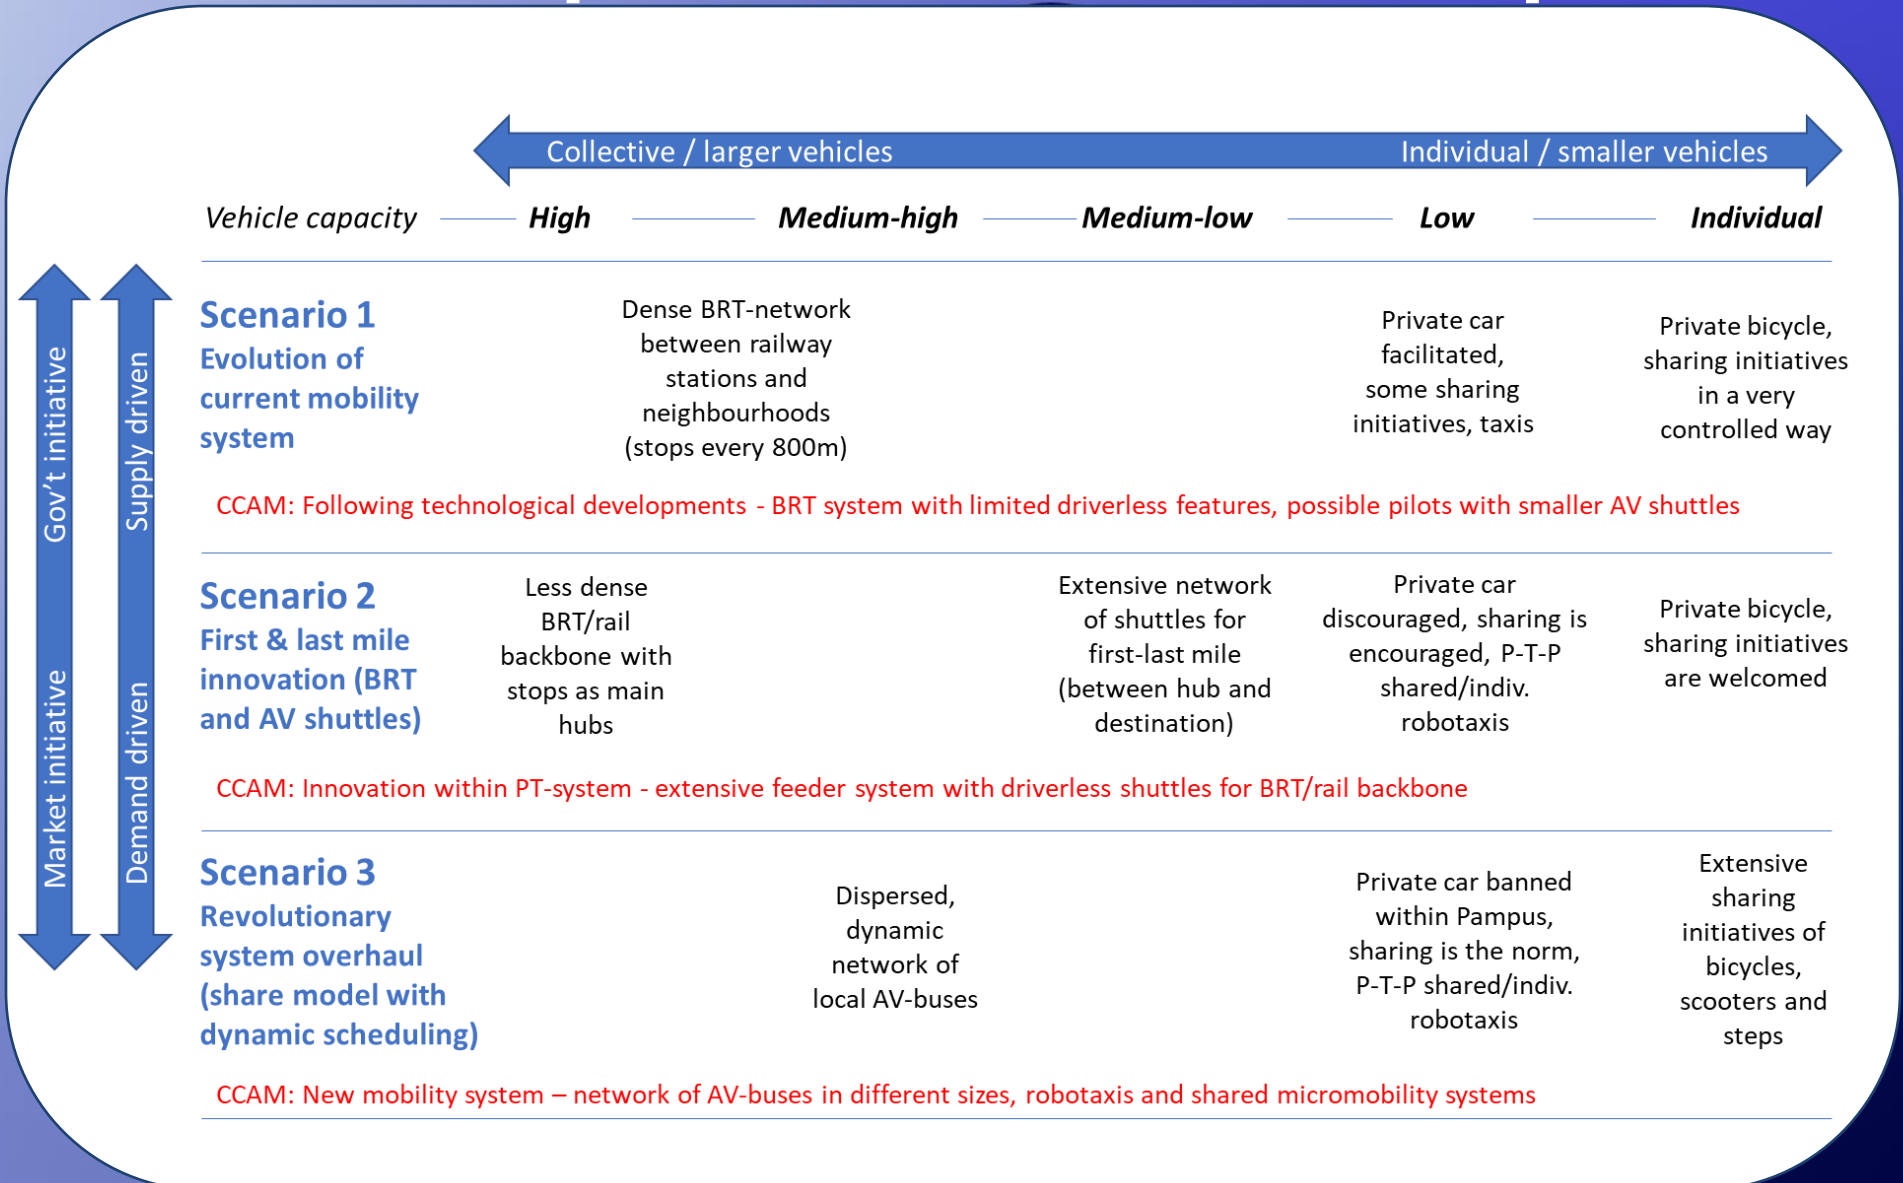 Collective / larger vehicles
Individual / smaller vehicles
Vehicle capacity
High
Medium-high
Medium-low
Low
Individual
Gov't initiative
Market initiative
Supply driven
Demand driven
Scenario 1
Evolution of
current mobility
system
Dense BRT-network
between railway
stations and
neighbourhoods
(stops every 800m)
Private car
facilitated,
some sharing
initiatives, taxis
Private bicycle,
sharing initiatives
in a very
controlled way
CCAM: Following technological developments - BRT system with limited driverless features, possible pilots with smaller AV shuttles
Scenario 2
First & last mile
innovation (BRT
and AV shuttles)
Less dense
BRT/rail
backbone with
stops as main
hubs
Extensive network
of shuttles for
first-last mile
(between hub and
destination)
Private car
discouraged, sharing is
encouraged, P-T-P
shared/indiv.
robotaxis
Private bicycle,
sharing initiatives
are welcomed
CCAM: Innovation within PT-system - extensive feeder system with driverless shuttles for BRT/rail backbone
Scenario 3
Revolutionary
system overhaul
(share model with
dynamic scheduling)
Dispersed,
dynamic
network of
local AV-buses
Private car banned
within Pampus,
sharing is the norm,
P-T-P shared/indiv.
robotaxis
Extensive
sharing
initiatives of
bicycles,
scooters and
steps
CCAM: New mobility system – network of AV-buses in different sizes, robotaxis and shared micromobility systems